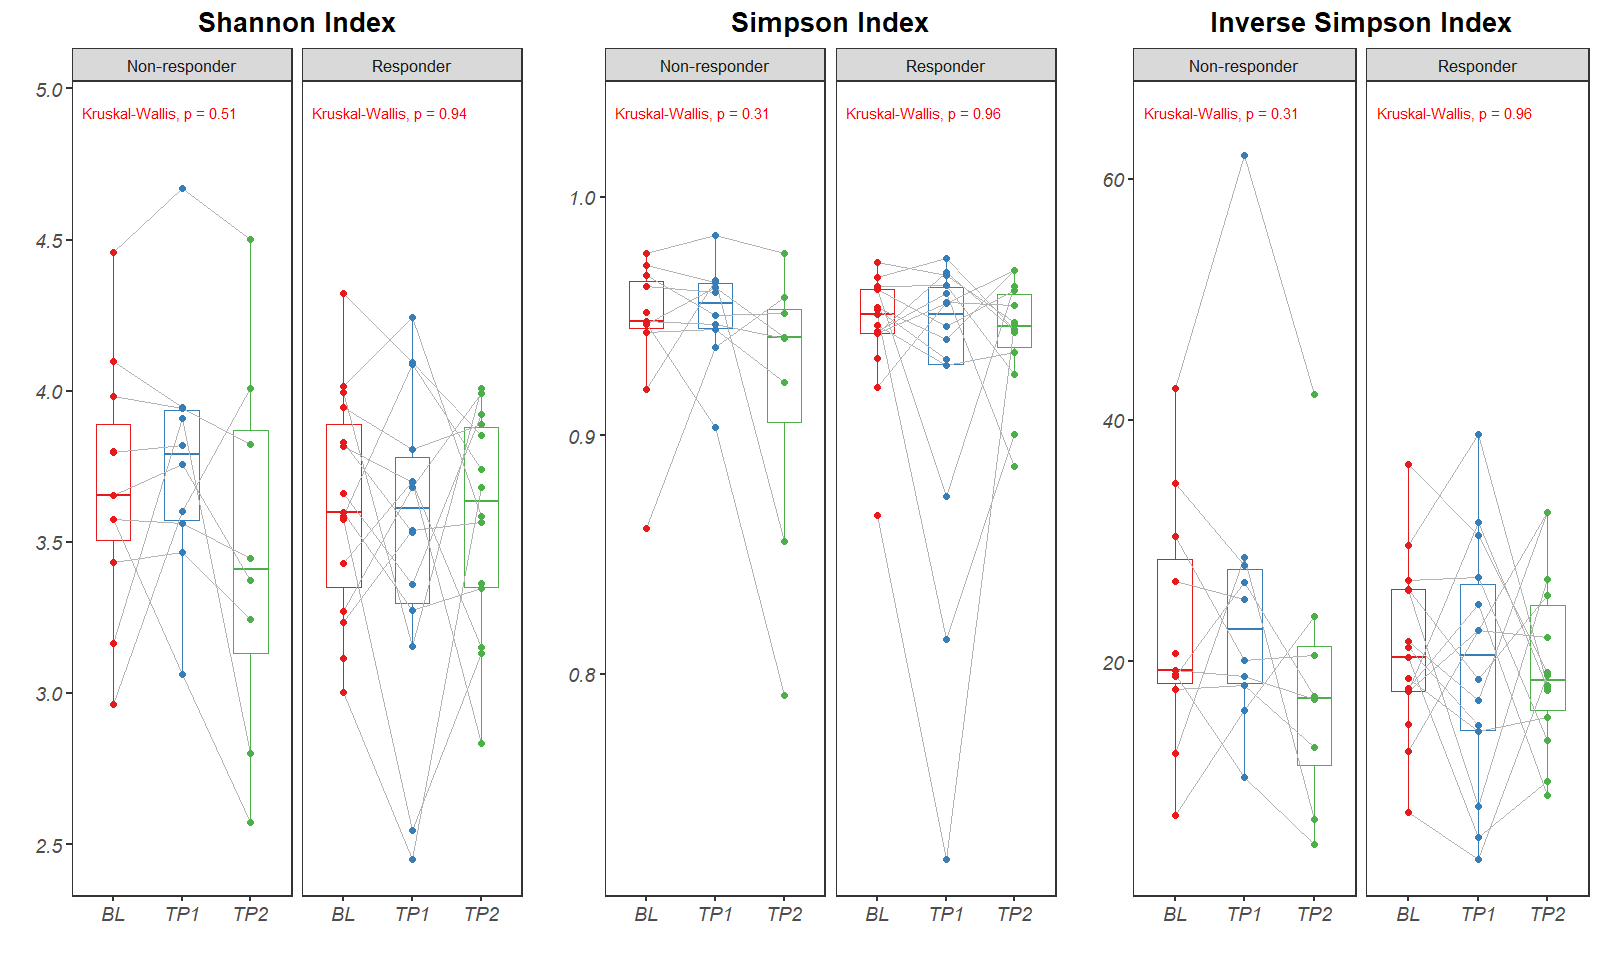 Shannon Index
Simpson Index
Inverse Simpson Index
Non-responder
Responder
Non-responder
Responder
Non-responder
Responder
Kruskal-Wallis, p = 0.51
Kruskal-Wallis, p = 0.94
Kruskal-Wallis, p = 0.31
Kruskal-Wallis, p = 0.96
Kruskal-Wallis, p = 0.31
Kruskal-Wallis, p = 0.96
5.0
4.5
4.0
3.5
3.0
2.5
1.0
0.9
0.8
60
40
20
BL TP1 TP2
BL TP1 TP2
BL TP1 TP2
BL TP1 TP2
BL TP1 TP2
BL TP1 TP2